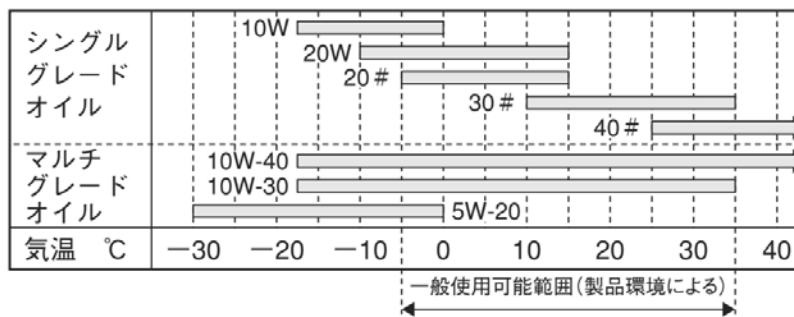 シングル
グレード
オイル
10W
20W
20#
30#
40#
マルチ
グレード
オイル
10W-40
10W-30
5W-20
気温 ℃
-30 -20 -10 0 10 20 30 40
一般使用可能範囲(製品環境による)